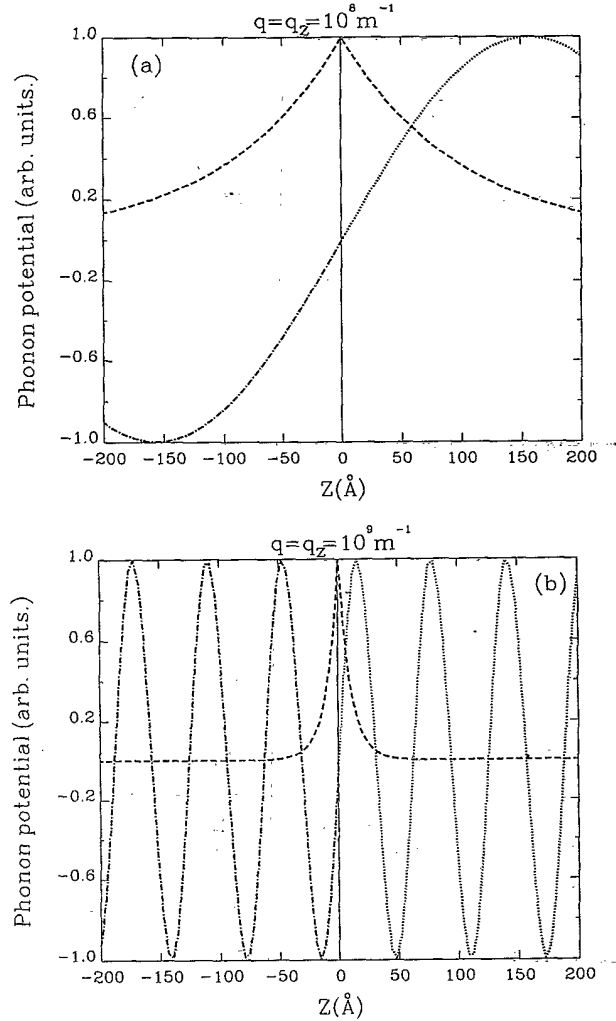 q=q_z=10^8 m^-1
(a)
Phonon potential (arb. units.)
1.0
0.6
0.2
-0.2
-0.6
-1.0
-200 -150 -100 -50 0 50 100 150 200
Z(Å)
q=q_z=10^9 m^-1
(b)
Phonon potential (arb. units.)
1.0
0.6
0.2
-0.2
-0.6
-1.0
-200 -150 -100 -50 0 50 100 150 200
Z(Å)